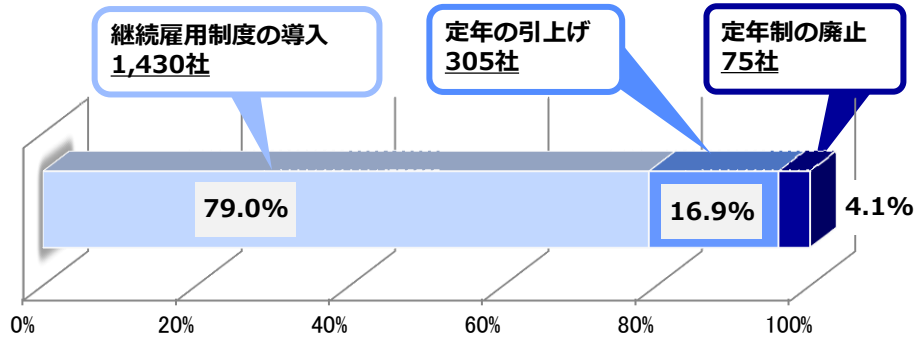 継続雇用制度の導入
1,430社
定年の引上げ
305社
定年制の廃止
75社
79.0%
16.9%
4.1%
0%
20%
40%
60%
80%
100%